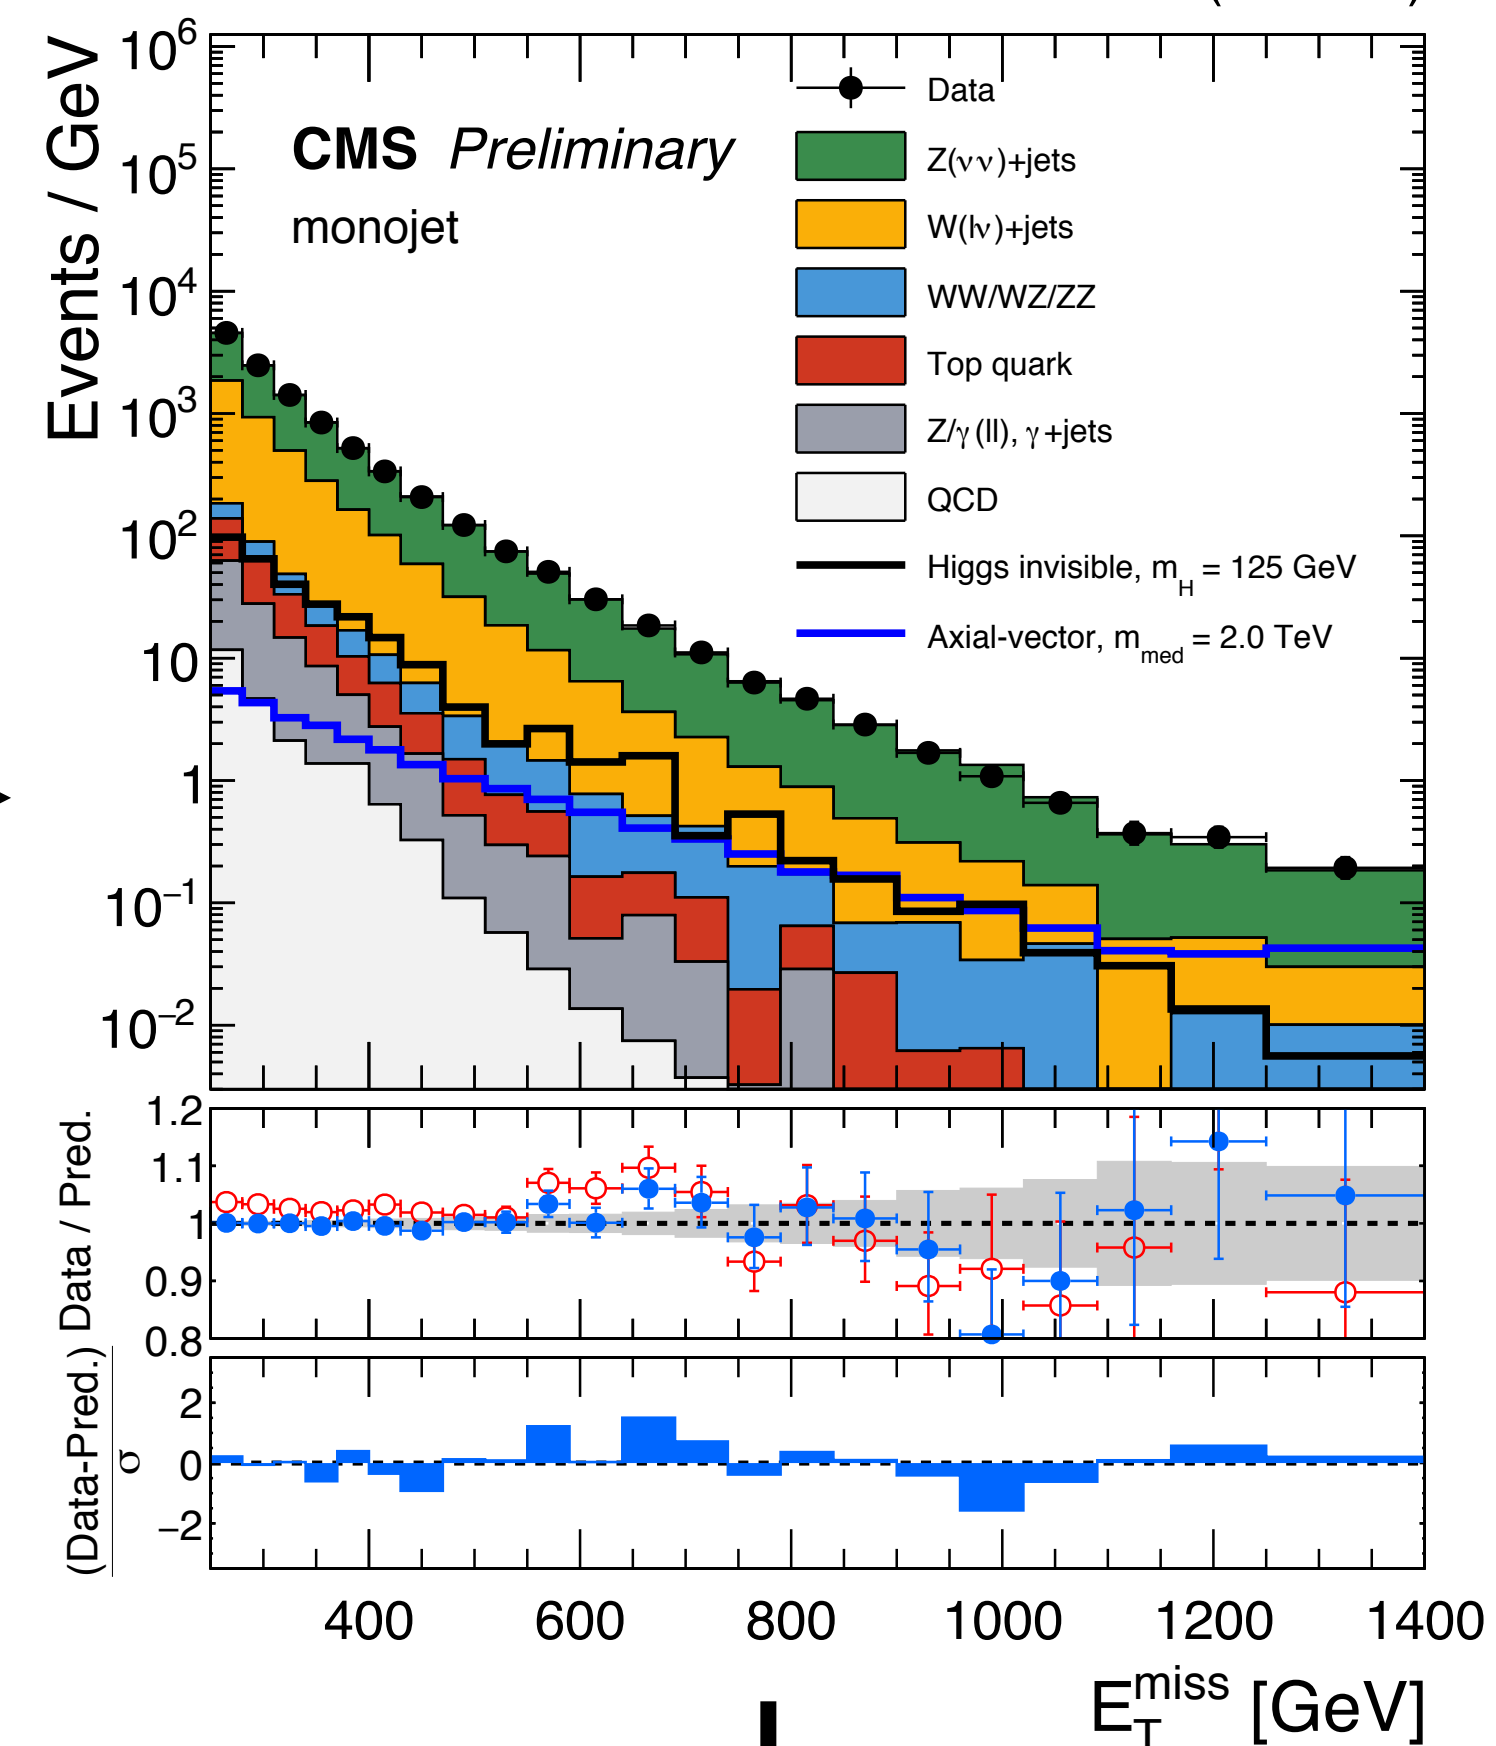 Events / GeV
10⁶
10⁵
10⁴
10³
10²
10
1
10⁻¹
10⁻²
CMS Preliminary
monojet
Data
Z(νν)+jets
W(lν)+jets
WW/WZ/ZZ
Top quark
Z/γ(ll), γ+jets
QCD
Higgs invisible, m_H = 125 GeV
Axial-vector, m_med = 2.0 TeV
Data / Pred.
1.2
1.1
1
0.9
0.8
(Data-Pred.)
σ
2
0
−2
400 600 800 1000 1200 1400
E_T^miss [GeV]